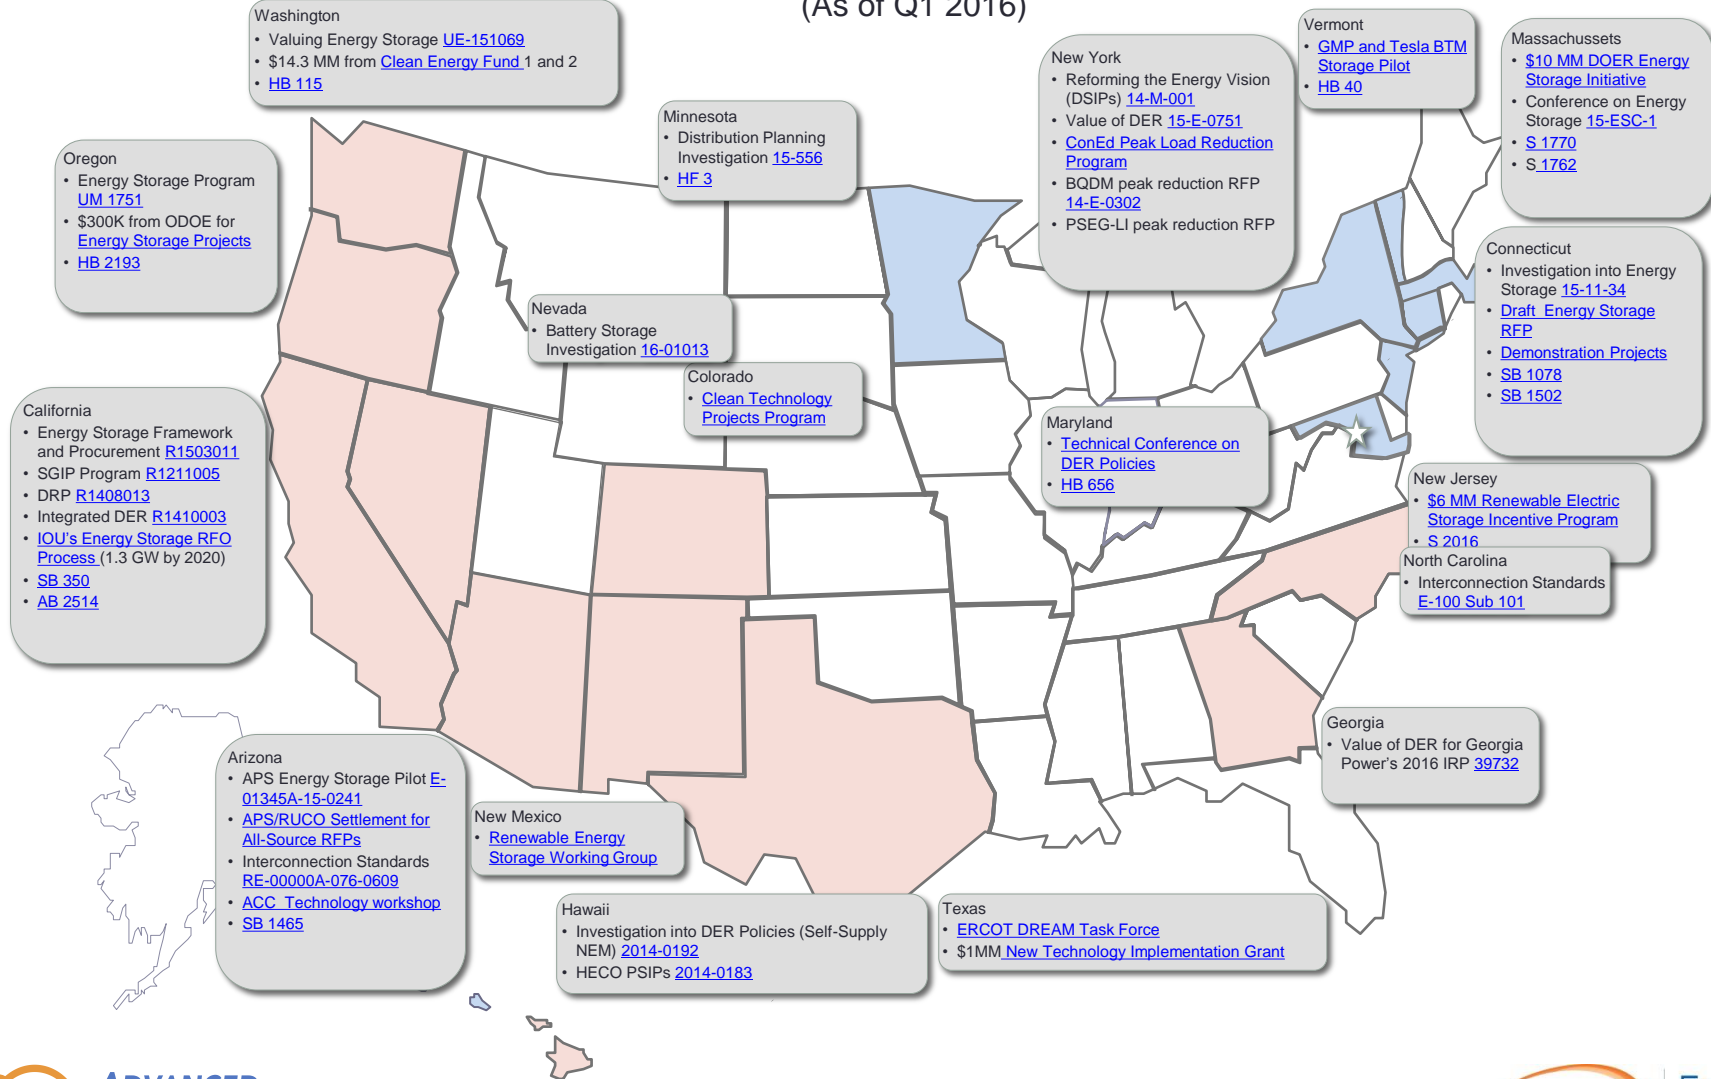 (As of Q1 2016)
Washington
• Valuing Energy Storage UE-151069
• $14.3 MM from Clean Energy Fund 1 and 2
• HB 115
Oregon
• Energy Storage Program
UM 1751
• $300K from ODOE for
Energy Storage Projects
• HB 2193
Minnesota
• Distribution Planning
Investigation 15-556
• HF 3
New York
• Reforming the Energy Vision
(DSIPs) 14-M-001
• Value of DER 15-E-0751
• ConEd Peak Load Reduction
Program
• BQDM peak reduction RFP
14-E-0302
• PSEG-LI peak reduction RFP
Vermont
• GMP and Tesla BTM
Storage Pilot
• HB 40
Massachussets
• $10 MM DOER Energy
Storage Initiative
• Conference on Energy
Storage 15-ESC-1
• S 1770
• S 1762
Connecticut
• Investigation into Energy
Storage 15-11-34
• Draft Energy Storage
RFP
• Demonstration Projects
• SB 1078
• SB 1502
Nevada
• Battery Storage
Investigation 16-01013
Colorado
• Clean Technology
Projects Program
California
• Energy Storage Framework
and Procurement R1503011
• SGIP Program R1211005
• DRP R1408013
• Integrated DER R1410003
• IOU's Energy Storage RFO
Process (1.3 GW by 2020)
• SB 350
• AB 2514
Maryland
• Technical Conference on
DER Policies
• HB 656
New Jersey
• $6 MM Renewable Electric
Storage Incentive Program
• S 2016
North Carolina
• Interconnection Standards
E-100 Sub 101
Georgia
• Value of DER for Georgia
Power's 2016 IRP 39732
Arizona
• APS Energy Storage Pilot E-
01345A-15-0241
• APS/RUCO Settlement for
All-Source RFPs
• Interconnection Standards
RE-00000A-076-0609
• ACC Technology workshop
• SB 1465
New Mexico
• Renewable Energy
Storage Working Group
Hawaii
• Investigation into DER Policies (Self-Supply
NEM) 2014-0192
• HECO PSIPs 2014-0183
Texas
• ERCOT DREAM Task Force
• $1MM New Technology Implementation Grant
ADVANCED